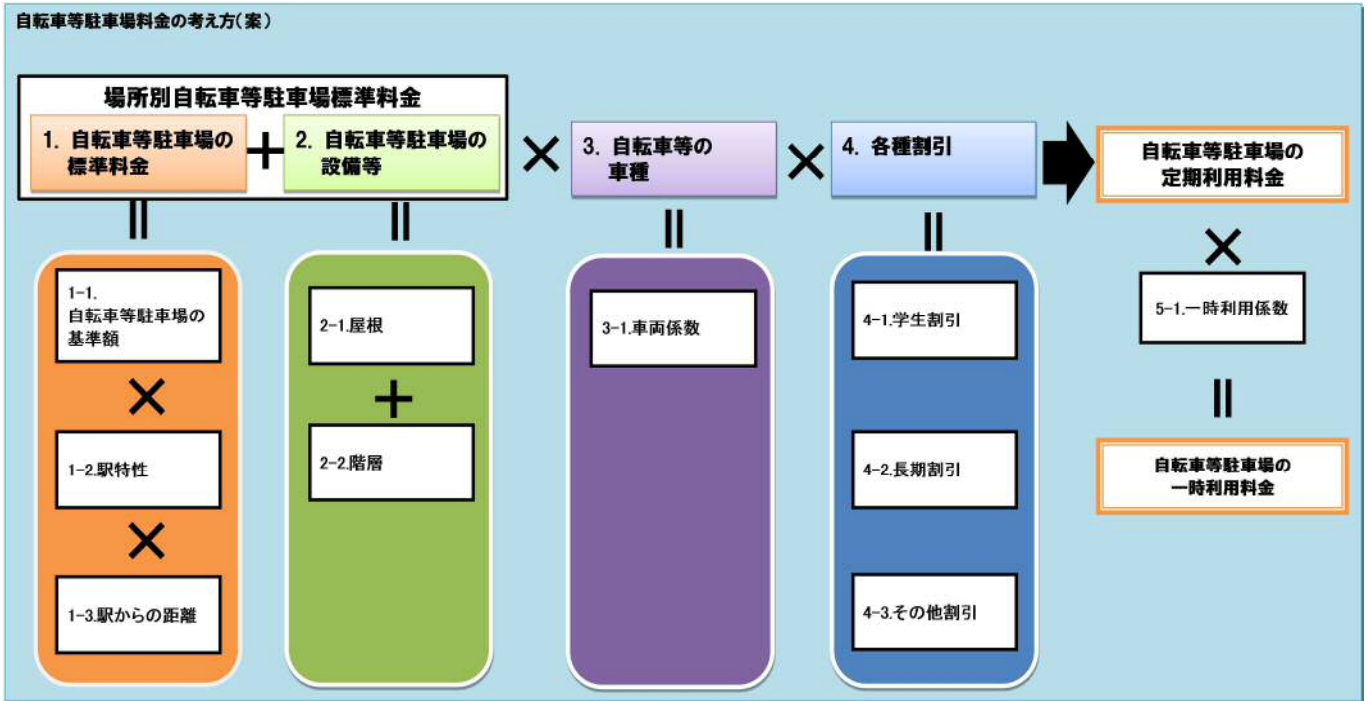 自転車等駐車場料金の考え方(案)
場所別自転車等駐車場標準料金
1. 自転車等駐車場の
標準料金
+
2. 自転車等駐車場の
設備等
×
3. 自転車等の
車種
×
4. 各種割引
自転車等駐車場の
定期利用料金
=
1-1.
自転車等駐車場の
基準額
×
1-2.駅特性
×
1-3.駅からの距離
=
2-1.屋根
+
2-2.階層
=
3-1.車両係数
=
4-1.学生割引
4-2.長期割引
4-3.その他割引
×
5-1.一時利用係数
=
自転車等駐車場の
一時利用料金